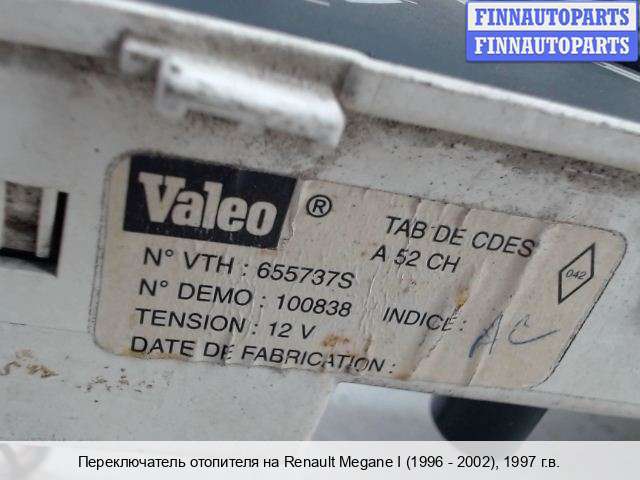 FINNAUTOPARTS
FINNAUTOPARTS
Valeo ®
TAB DE CDES
A 52 CH
042
N° VTH : 655737S
N° DEMO : 100838
INDICE : AC
TENSION : 12 V
DATE DE FABRICATION :
Переключатель отопителя на Renault Megane I (1996 - 2002), 1997 г.в.